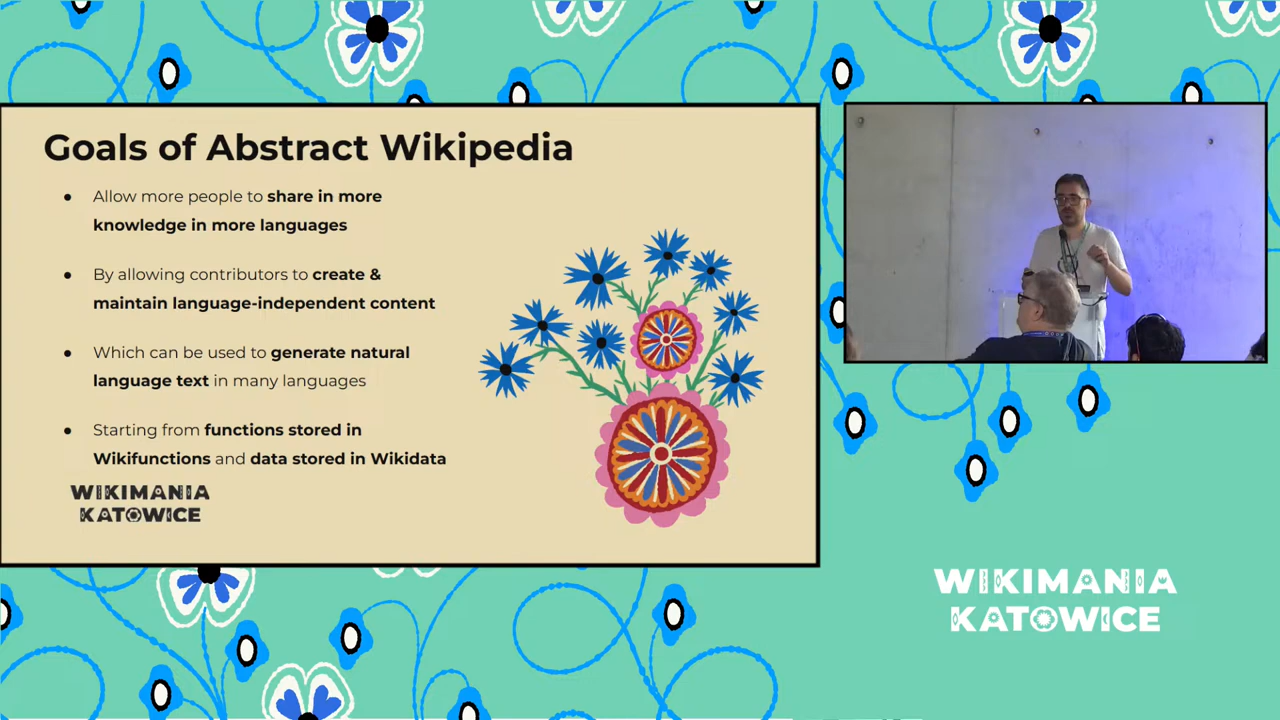 Goals of Abstract Wikipedia
● Allow more people to share in more
knowledge in more languages
● By allowing contributors to create &
maintain language-independent content
● Which can be used to generate natural
language text in many languages
● Starting from functions stored in
Wikifunctions and data stored in Wikidata
WIKIMANIA
KATOWICE
WIKIMANIA
KATOWICE